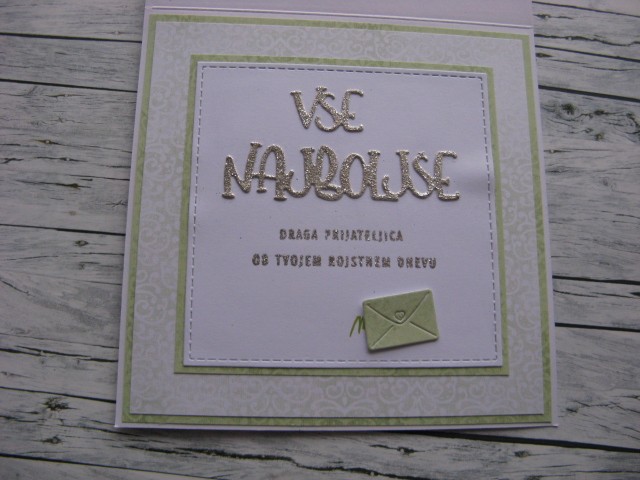 VSE
NAJBOLJŠE
DRAGA PRIJATELJICA
OB TVOJEM ROJSTNEM DNEVU